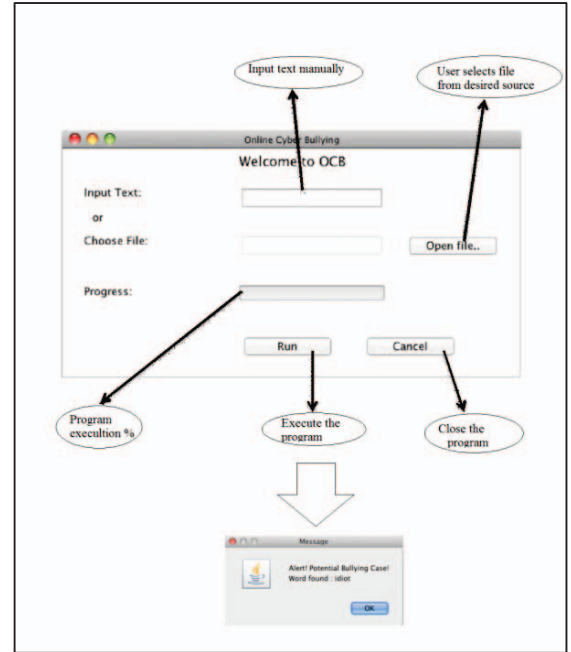 Input text manually
User selects file
from desired source
Online Cyber Bullying
Welcome to OCB
Input Text:
or
Choose File:
Open file..
Progress:
Run
Cancel
Program
execultion %
Execute the
program
Close the
program
Message
Alert! Potential Bullying Case!
Word found : idiot
OK